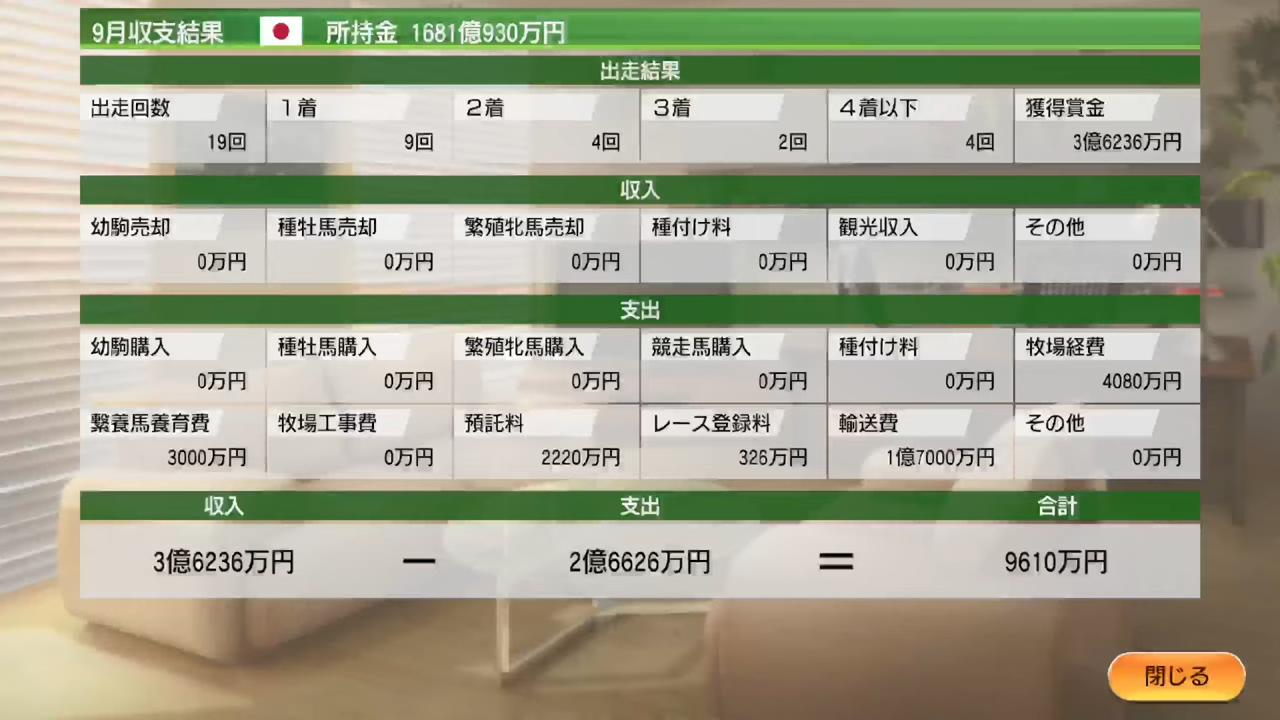 9月収支結果 所持金 1681億930万円
出走結果
出走回数 1着 2着 3着 4着以下 獲得賞金
19回 9回 4回 2回 4回 3億6236万円
収入
幼駒売却 種牡馬売却 繁殖牝馬売却 種付け料 観光収入 その他
0万円 0万円 0万円 0万円 0万円 0万円
支出
幼駒購入 種牡馬購入 繁殖牝馬購入 競走馬購入 種付け料 牧場経費
0万円 0万円 0万円 0万円 0万円 4080万円
繋養馬養育費 牧場工事費 預託料 レース登録料 輸送費 その他
3000万円 0万円 2220万円 326万円 1億7000万円 0万円
収入 支出 合計
3億6236万円 － 2億6626万円 ＝ 9610万円
閉じる